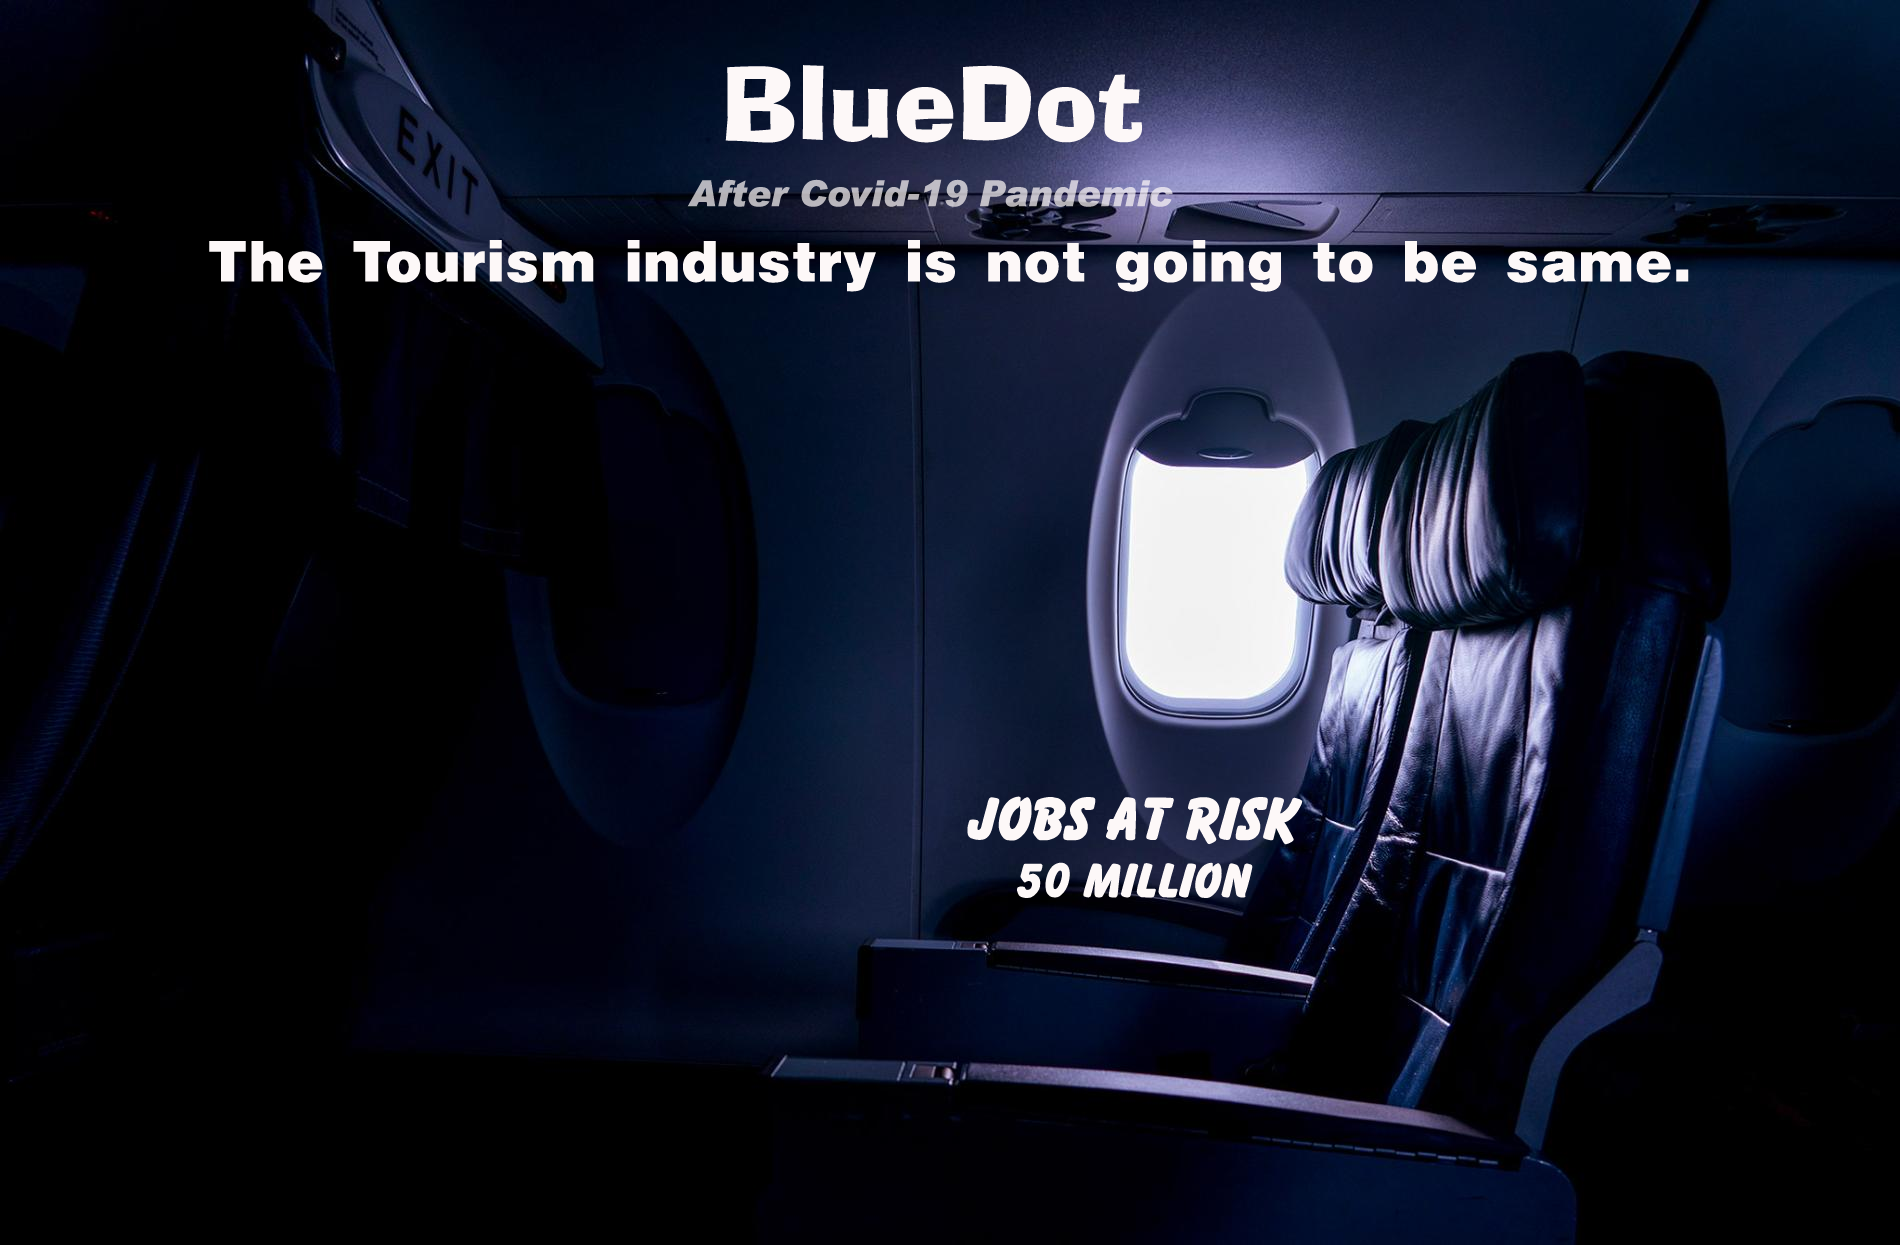 BlueDot
EXIT
After Covid-19 Pandemic
The Tourism industry is not going to be same.
JOBS AT RISK
50 MILLION